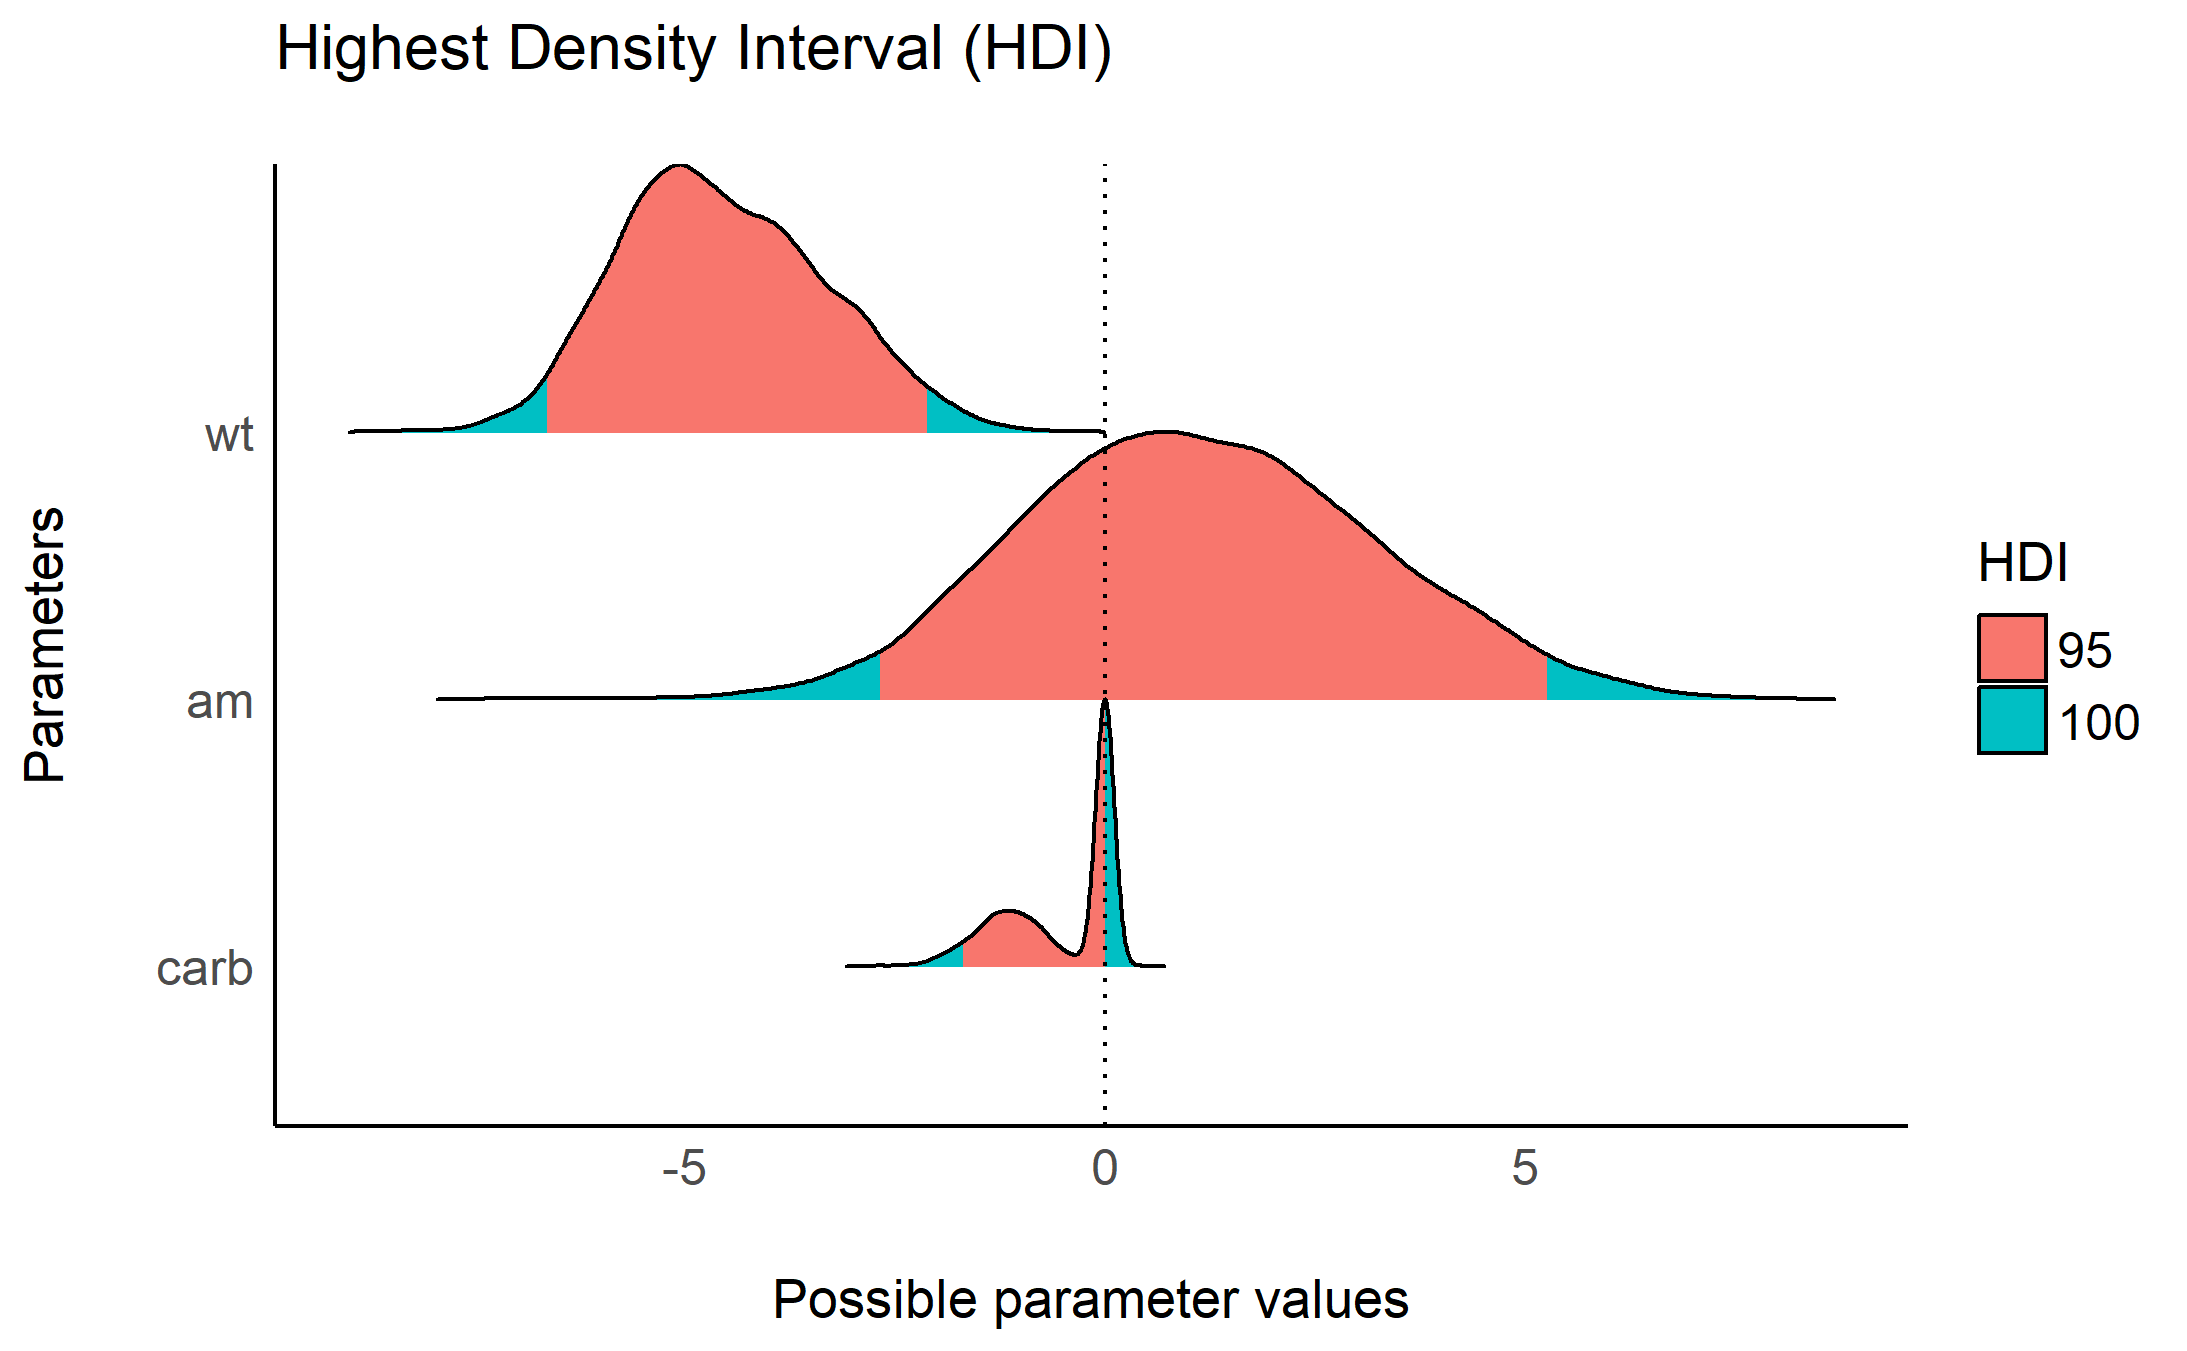 Highest Density Interval (HDI)
wt
am
carb
Parameters
-5
0
5
Possible parameter values
HDI
95
100